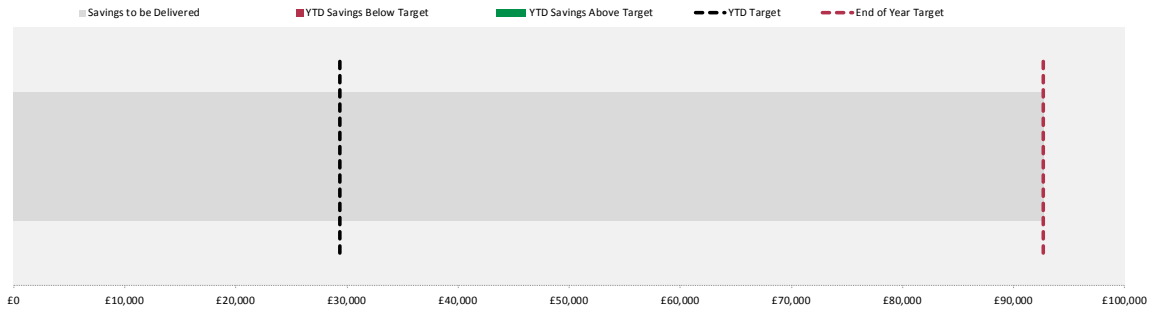 Savings to be Delivered YTD Savings Below Target YTD Savings Above Target YTD Target End of Year Target
£0 £10,000 £20,000 £30,000 £40,000 £50,000 £60,000 £70,000 £80,000 £90,000 £100,000